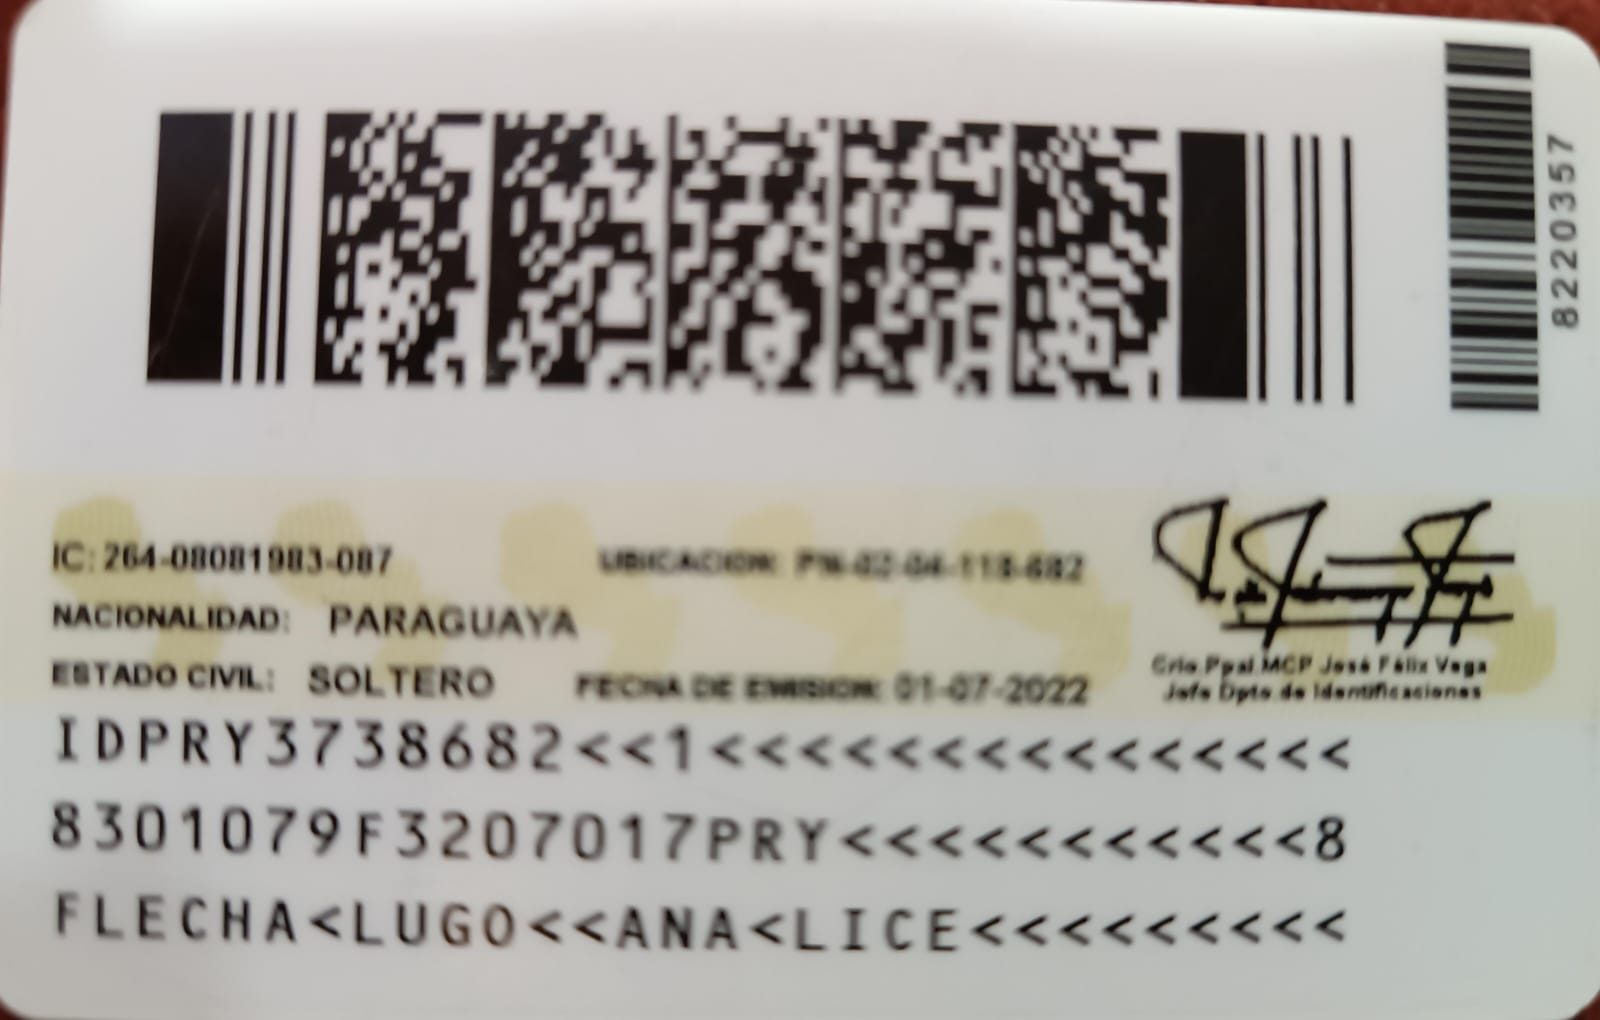 8220357
IC: 264-08081983-087
UBICACION: PN-02-04-118-682
NACIONALIDAD: PARAGUAYA
ESTADO CIVIL: SOLTERO
FECHA DE EMISION: 01-07-2022
Crio.Ppal.MCP José Félix Vega
Jefe Dpto.de Identificaciones
IDPRY3738682<<1<<<<<<<<<<<<<<<
8301079F3207017PRY<<<<<<<<<<<8
FLECHA<LUGO<<ANA<LICE<<<<<<<<<